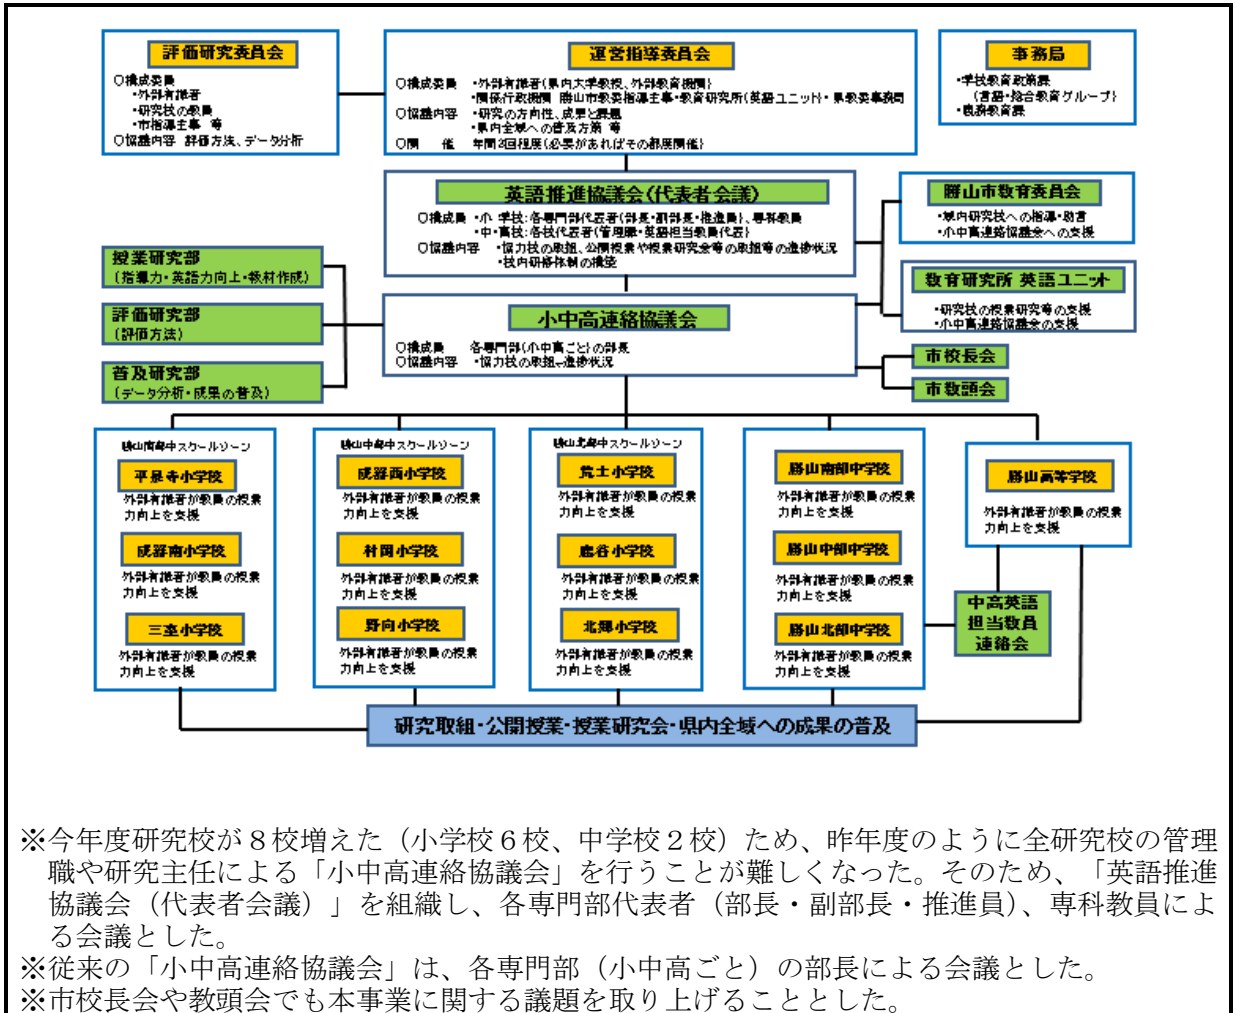 評価研究委員会
〇構成委員
・外部有識者
・研究校の教員
・市指導主事 等
〇協議内容 評価方法、データ分析
運営指導委員会
〇構成委員 ・外部有識者(県内大学教授、外部教育機関)
・関係行政機関 勝山市教委指導主事・教育研究所(英語ユニット)・県教委事務局
〇協議内容 ・研究の方向性、成果と課題
・県内全域への普及方策 等
〇開 催 年間2回程度(必要があればその都度開催)
事務局
・学校教育政策課
(言語・総合教育グループ)
・義務教育課
英語推進協議会(代表者会議)
〇構成員 ・小 学校:各専門部代表者(部長・副部長・推進員)、専科教員
・中・高校:各校代表者(管理職・英語担当教員代表)
〇協議内容 ・協力校の取組、公開授業や授業研究会等の取組等の進捗状況
・校内研修体制の構築
勝山市教育委員会
・域内研究校への指導・助言
・小中高連絡協議会への支援
教育研究所 英語ユニット
・研究校の授業研究等の支援
・小中高連絡協議会の支援
授業研究部
(指導力・英語力向上・教材作成)
評価研究部
(評価方法)
普及研究部
(データ分析・成果の普及)
小中高連絡協議会
〇構成員 各専門部(小中高ごと)の部長
〇協議内容 ・協力校の取組・進捗状況
市校長会
市教頭会
勝山南部中スクールゾーン
平泉寺小学校
外部有識者が教員の授業
力向上を支援
成器南小学校
外部有識者が教員の授業
力向上を支援
三室小学校
外部有識者が教員の授業
力向上を支援
勝山中部中スクールゾーン
成器西小学校
外部有識者が教員の授業
力向上を支援
村岡小学校
外部有識者が教員の授業
力向上を支援
野向小学校
外部有識者が教員の授業
力向上を支援
勝山北部中スクールゾーン
荒土小学校
外部有識者が教員の授業
力向上を支援
鹿谷小学校
外部有識者が教員の授業
力向上を支援
北郷小学校
外部有識者が教員の授業
力向上を支援
勝山南部中学校
外部有識者が教員の授業
力向上を支援
勝山中部中学校
外部有識者が教員の授業
力向上を支援
勝山北部中学校
外部有識者が教員の授業
力向上を支援
勝山高等学校
外部有識者が教員の授業
力向上を支援
中高英語
担当教員
連絡会
研究取組・公開授業・授業研究会・県内全域への成果の普及
※今年度研究校が８校増えた（小学校６校、中学校２校）ため、昨年度のように全研究校の管理
職や研究主任による「小中高連絡協議会」を行うことが難しくなった。そのため、「英語推進
協議会（代表者会議）」を組織し、各専門部代表者（部長・副部長・推進員）、専科教員によ
る会議とした。
※従来の「小中高連絡協議会」は、各専門部（小中高ごと）の部長による会議とした。
※市校長会や教頭会でも本事業に関する議題を取り上げることとした。